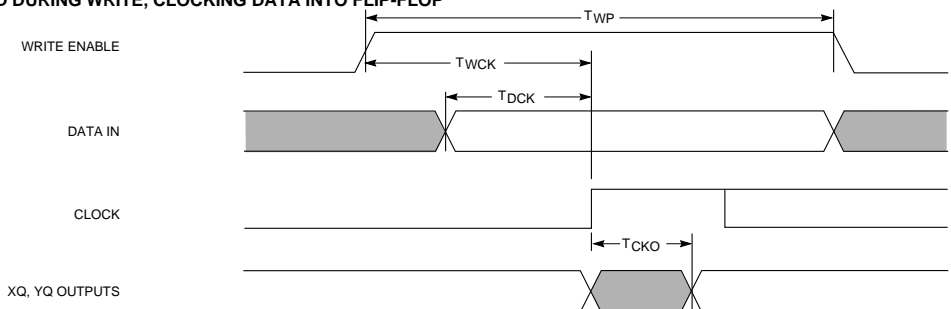 DURING WRITE, CLOCKING DATA INTO FLIP-FLOP
TWP
WRITE ENABLE
TWCK
TDCK
DATA IN
CLOCK
TCKO
XQ, YQ OUTPUTS